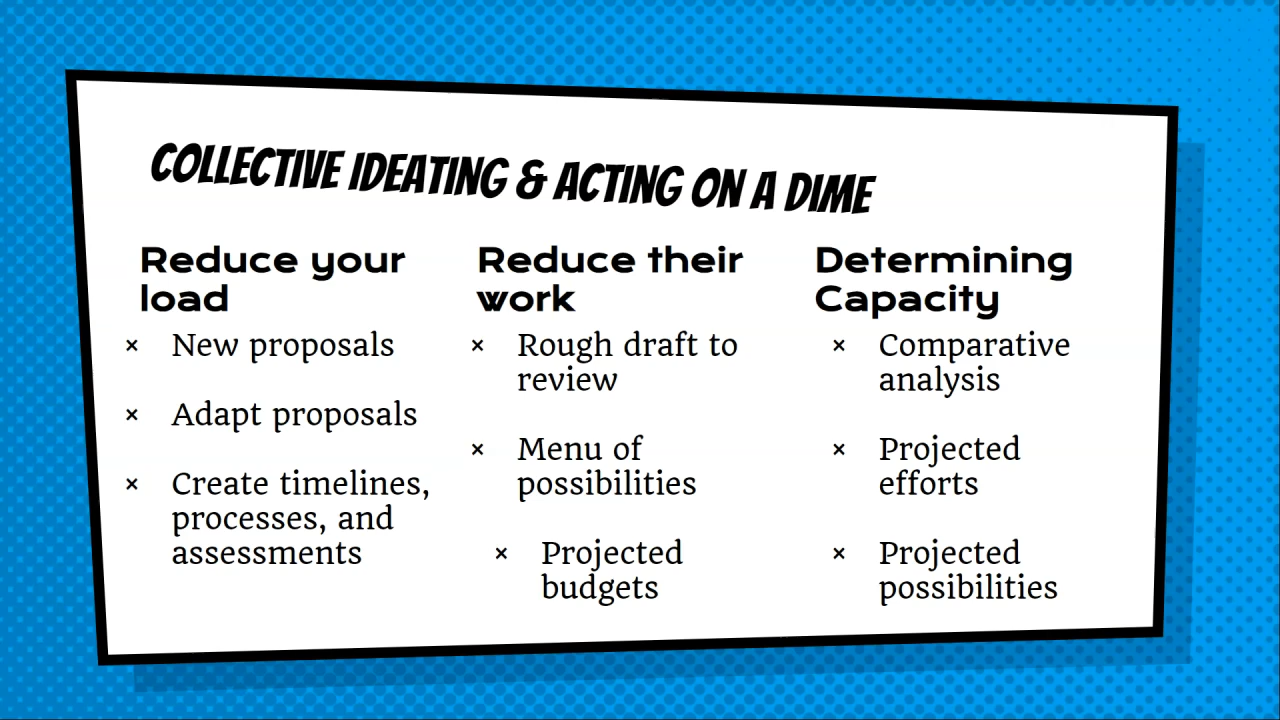 COLLECTIVE IDEATING & ACTING ON A DIME
Reduce your
load
× New proposals
× Adapt proposals
× Create timelines,
processes, and
assessments
Reduce their
work
× Rough draft to
review
× Menu of
possibilities
× Projected
budgets
Determining
Capacity
× Comparative
analysis
× Projected
efforts
× Projected
possibilities